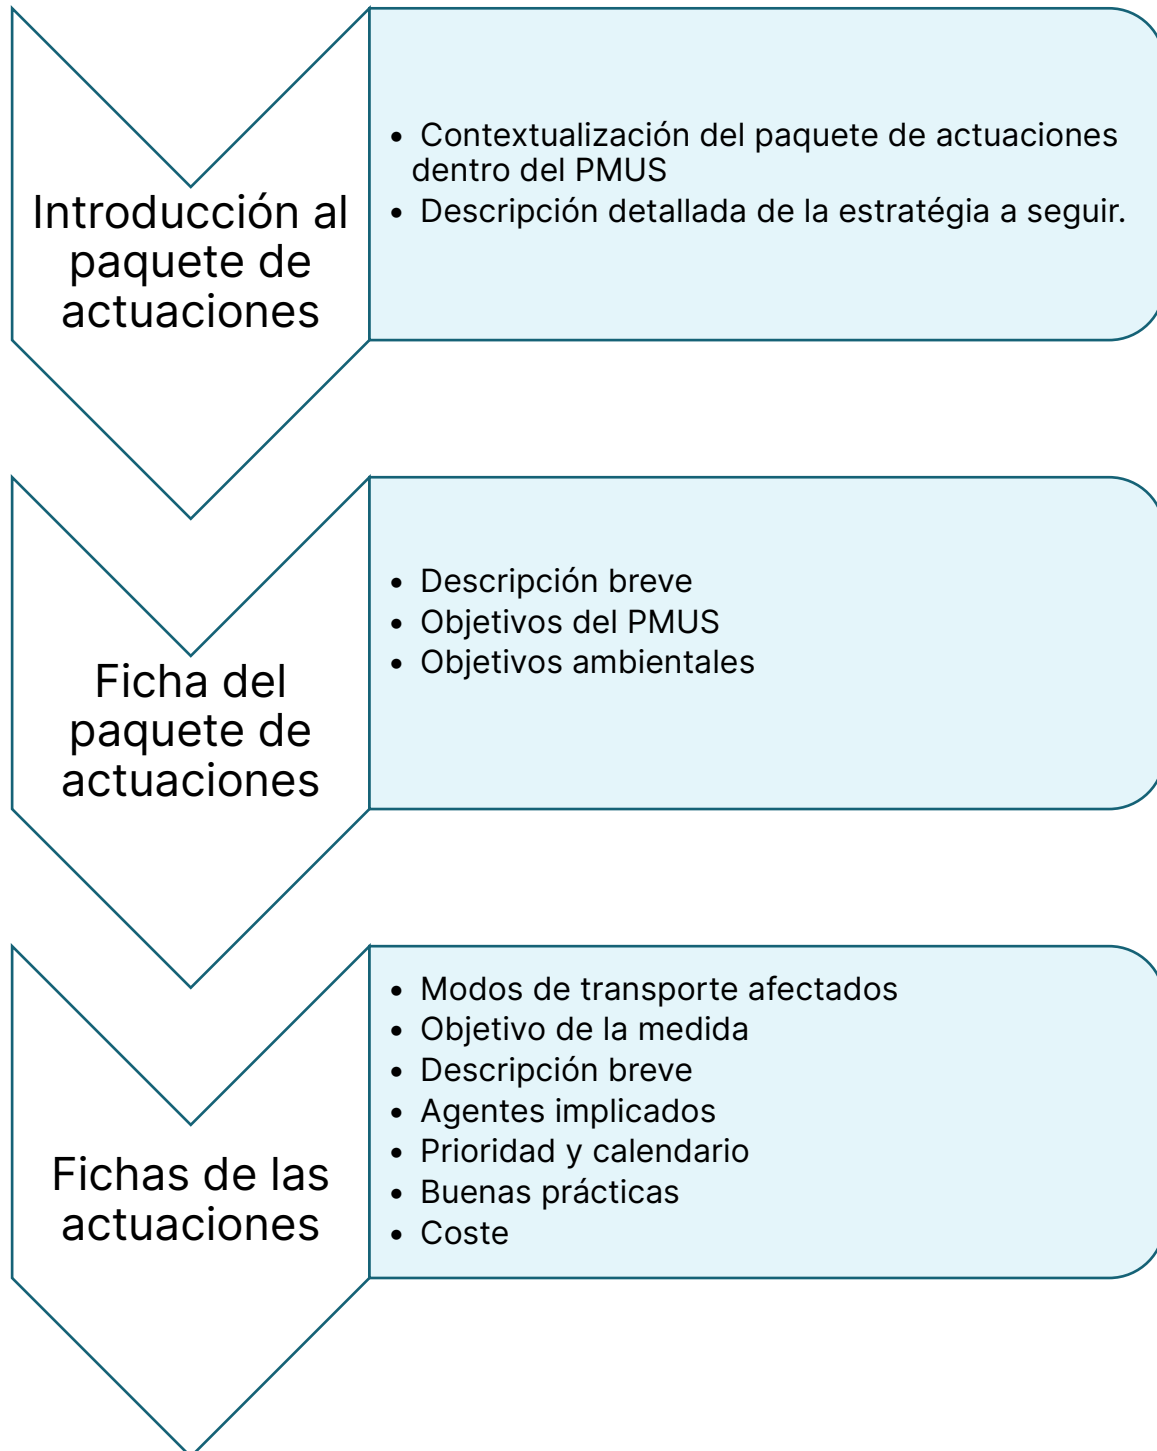 Introducción al
paquete de
actuaciones
• Contextualización del paquete de actuaciones
dentro del PMUS
• Descripción detallada de la estratégia a seguir.
Ficha del
paquete de
actuaciones
• Descripción breve
• Objetivos del PMUS
• Objetivos ambientales
Fichas de las
actuaciones
• Modos de transporte afectados
• Objetivo de la medida
• Descripción breve
• Agentes implicados
• Prioridad y calendario
• Buenas prácticas
• Coste